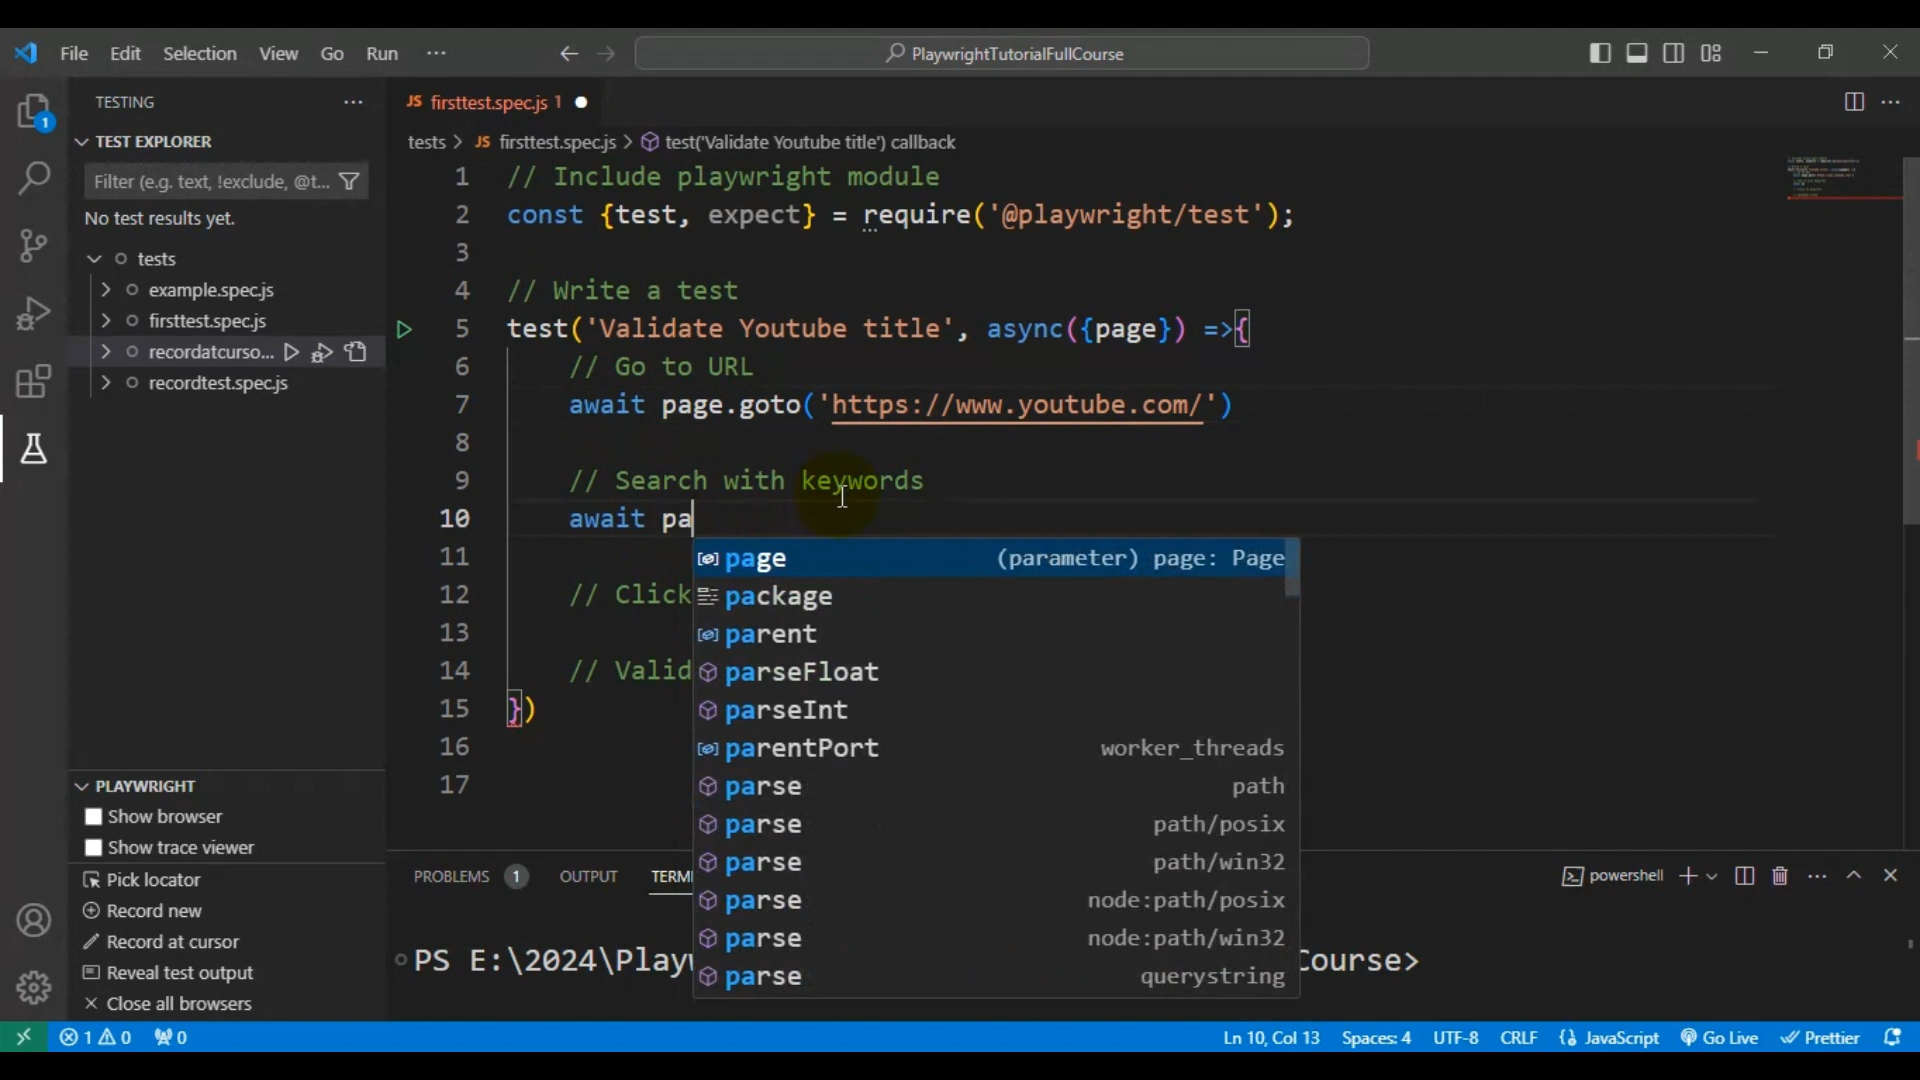 File Edit Selection View Go Run ··· PlaywrightTutorialFullCourse
TESTING ···
TEST EXPLORER
Filter (e.g. text, !exclude, @t...
No test results yet.
tests
example.spec.js
firsttest.spec.js
recordatcurso...
recordtest.spec.js
PLAYWRIGHT
Show browser
Show trace viewer
Pick locator
Record new
Record at cursor
Reveal test output
Close all browsers
JS firsttest.spec.js 1
tests > JS firsttest.spec.js > test('Validate Youtube title') callback
1 // Include playwright module
2 const {test, expect} = require('@playwright/test');
3
4 // Write a test
5 test('Validate Youtube title', async({page}) =>{
6 // Go to URL
7 await page.goto('https://www.youtube.com/')
8
9 // Search with keywords
10 await pa
11
12 // Click
13
14 // Valid
15 })
16
17
page (parameter) page: Page
package
parent
parseFloat
parseInt
parentPort worker_threads
parse path
parse path/posix
parse path/win32
parse node:path/posix
parse node:path/win32
parse querystring
PROBLEMS 1 OUTPUT TERM powershell
PS E:\2024\Play Course>
1 0 0 Ln 10, Col 13 Spaces: 4 UTF-8 CRLF JavaScript Go Live Prettier
1